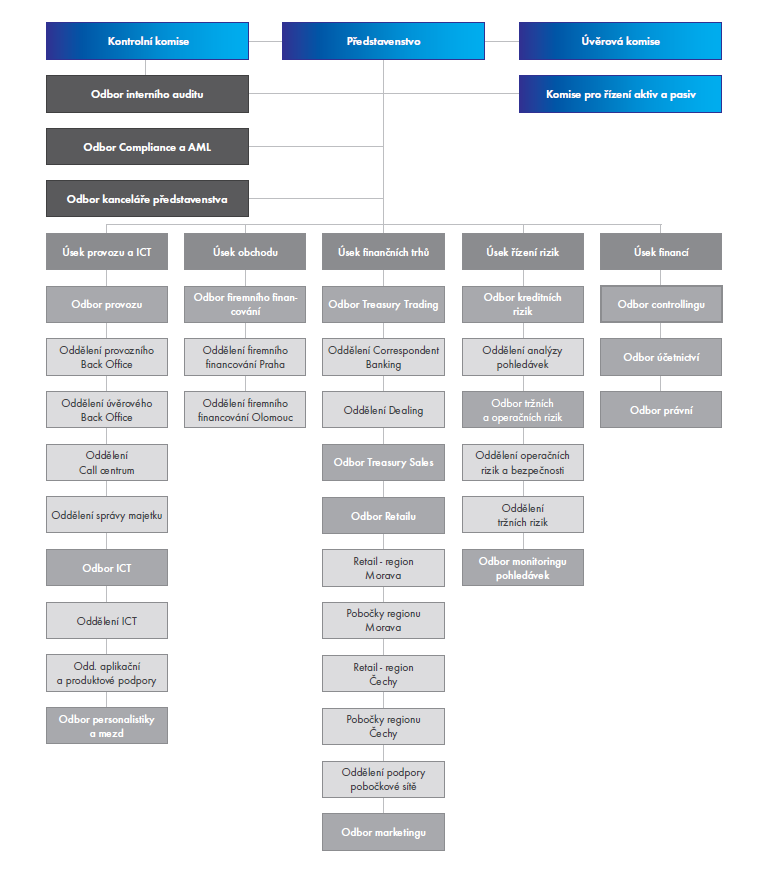 Kontrolní komise
Představenstvo
Úvěrová komise
Odbor interního auditu
Komise pro řízení aktiv a pasiv
Odbor Compliance a AML
Odbor kanceláře představenstva
Úsek provozu a ICT
Odbor provozu
Oddělení provozního
Back Office
Oddělení úvěrového
Back Office
Oddělení
Call centrum
Oddělení správy majetku
Odbor ICT
Oddělení ICT
Odd. aplikační
a produktové podpory
Odbor personalistiky
a mezd
Úsek obchodu
Odbor firemního finan-
cování
Oddělení firemního
financování Praha
Oddělení firemního
financování Olomouc
Úsek finančních trhů
Odbor Treasury Trading
Oddělení Correspondent
Banking
Oddělení Dealing
Odbor Treasury Sales
Odbor Retailu
Retail - region
Morava
Pobočky regionu
Morava
Retail - region
Čechy
Pobočky regionu
Čechy
Oddělení podpory
pobočkové sítě
Odbor marketingu
Úsek řízení rizik
Odbor kreditních
rizik
Oddělení analýzy
pohledávek
Odbor tržních
a operačních rizik
Oddělení operačních
rizik a bezpečnosti
Oddělení
tržních rizik
Odbor monitoringu
pohledávek
Úsek financí
Odbor controllingu
Odbor účetnictví
Odbor právní